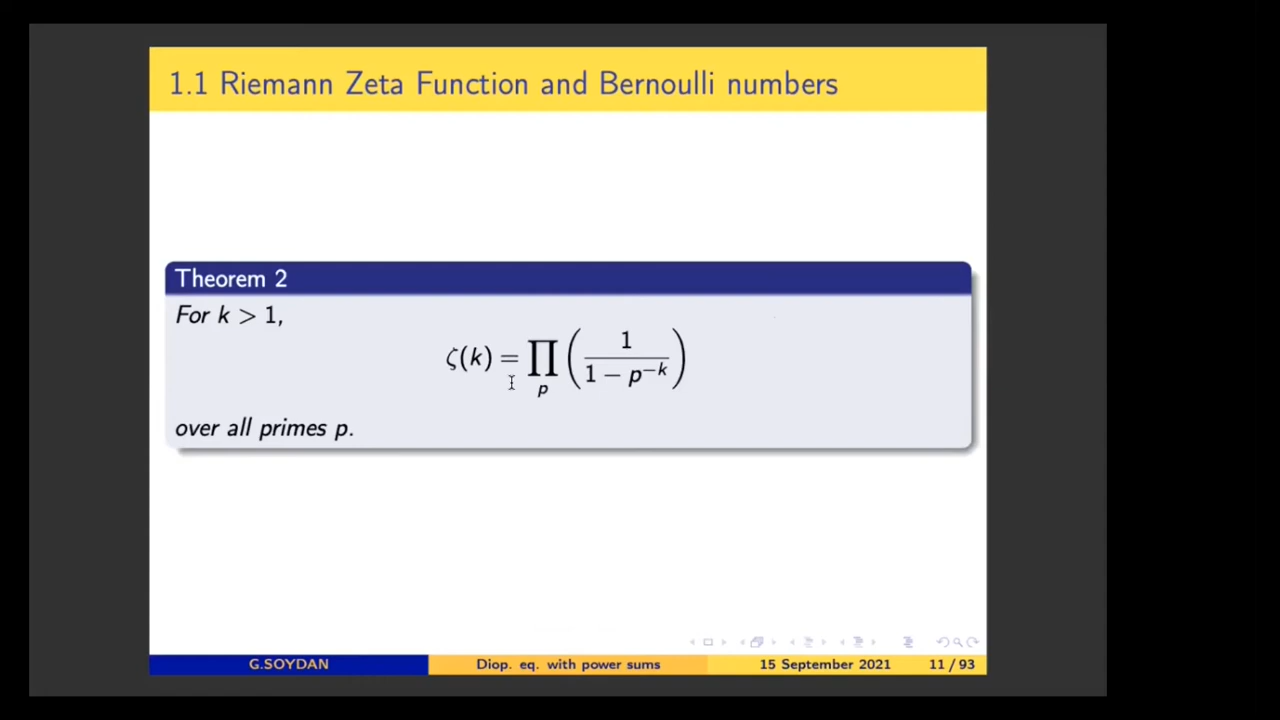 1.1 Riemann Zeta Function and Bernoulli numbers
Theorem 2
For k > 1,
ζ(k) = ∏_p (1 / (1 − p^{−k}))
over all primes p.
G.SOYDAN Diop. eq. with power sums 15 September 2021 11 / 93